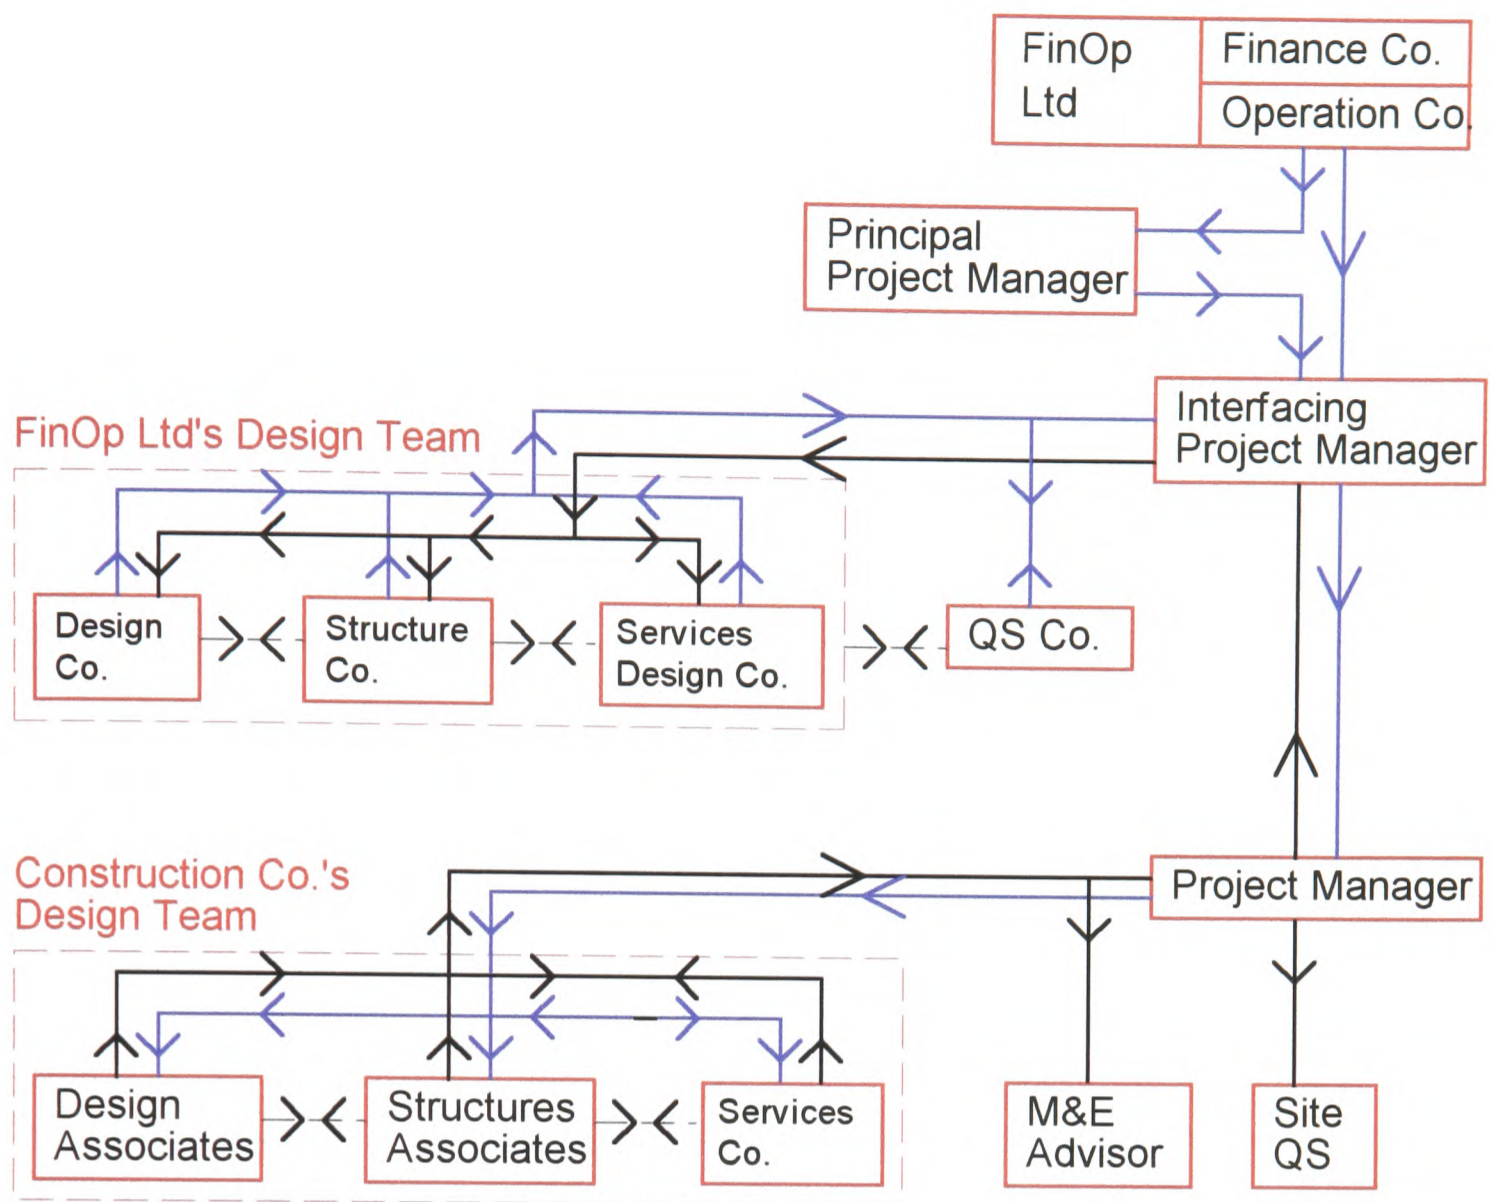 FinOp
Ltd
Finance Co.
Operation Co.
Principal
Project Manager
Interfacing
Project Manager
FinOp Ltd's Design Team
Design
Co.
Structure
Co.
Services
Design Co.
QS Co.
Construction Co.'s
Design Team
Project Manager
Design
Associates
Structures
Associates
Services
Co.
M&E
Advisor
Site
QS